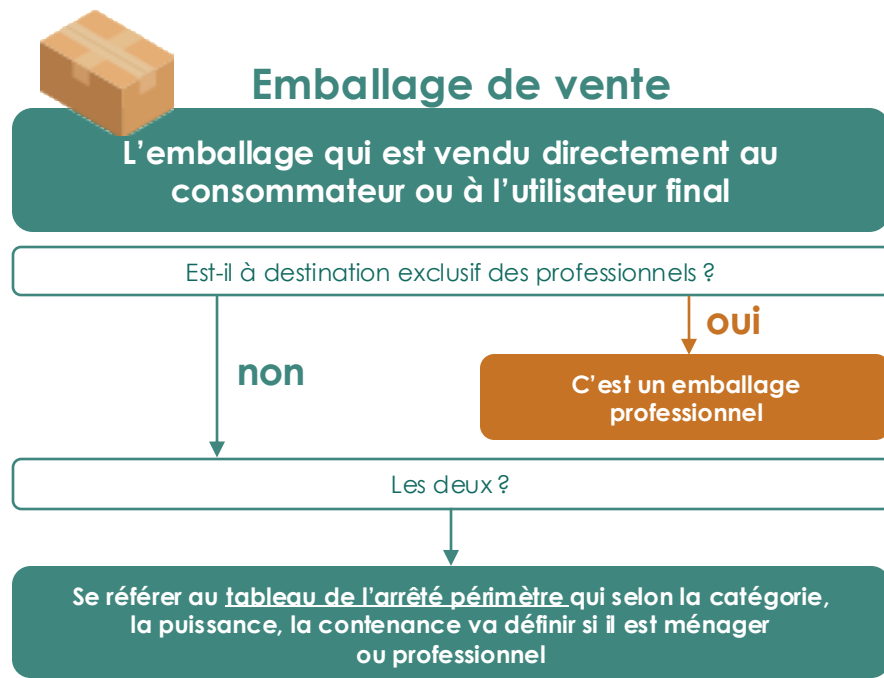 Emballage de vente
L’emballage qui est vendu directement au
consommateur ou à l’utilisateur final
Est-il à destination exclusif des professionnels ?
oui
non
C’est un emballage
professionnel
Les deux ?
Se référer au tableau de l’arrêté périmètre qui selon la catégorie,
la puissance, la contenance va définir si il est ménager
ou professionnel